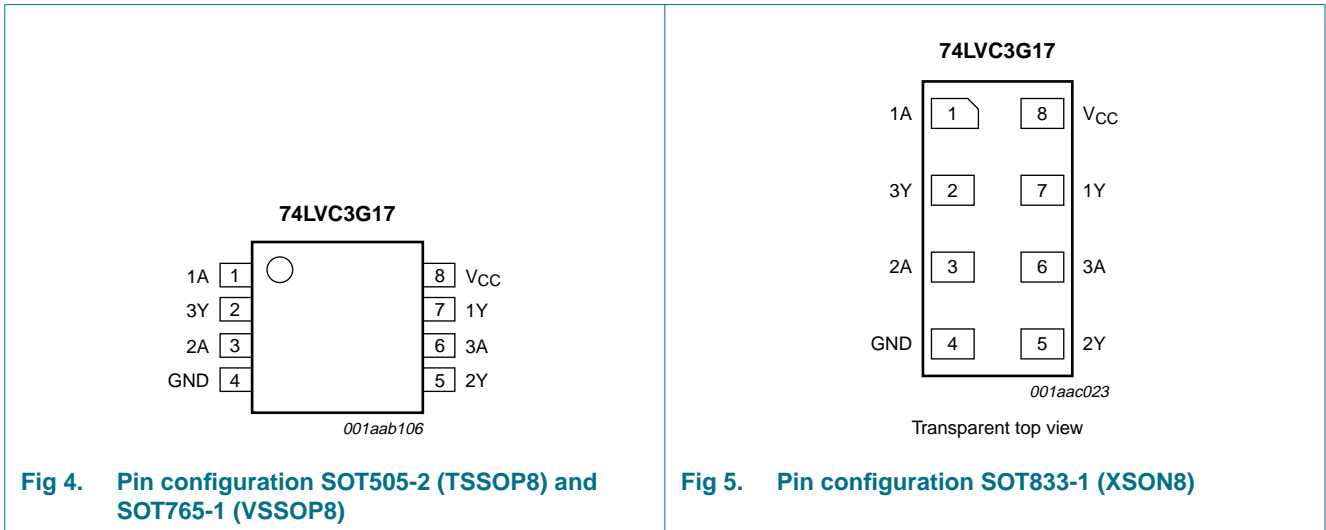 74LVC3G17
1A 1 8 VCC
3Y 2 7 1Y
2A 3 6 3A
GND 4 5 2Y
001aab106
Fig 4. Pin configuration SOT505-2 (TSSOP8) and
SOT765-1 (VSSOP8)
74LVC3G17
1A 1 8 VCC
3Y 2 7 1Y
2A 3 6 3A
GND 4 5 2Y
001aac023
Transparent top view
Fig 5. Pin configuration SOT833-1 (XSON8)